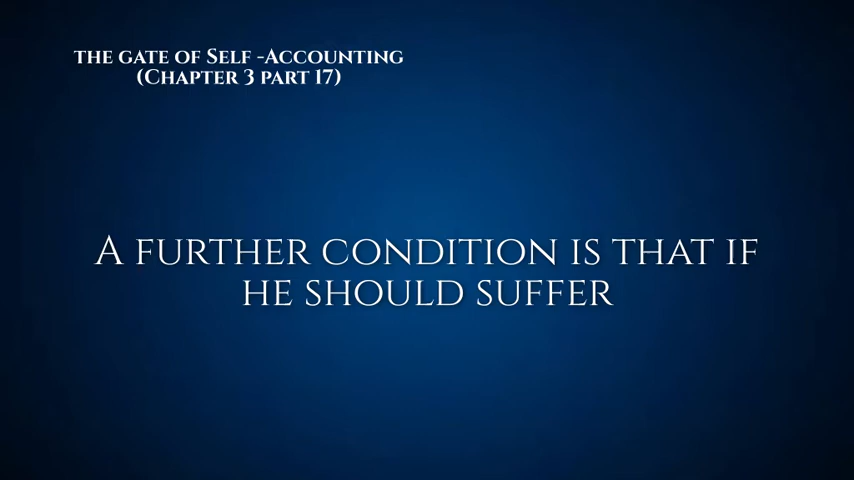 the gate of Self -Accounting
(Chapter 3 part 17)
A further condition is that if
he should suffer